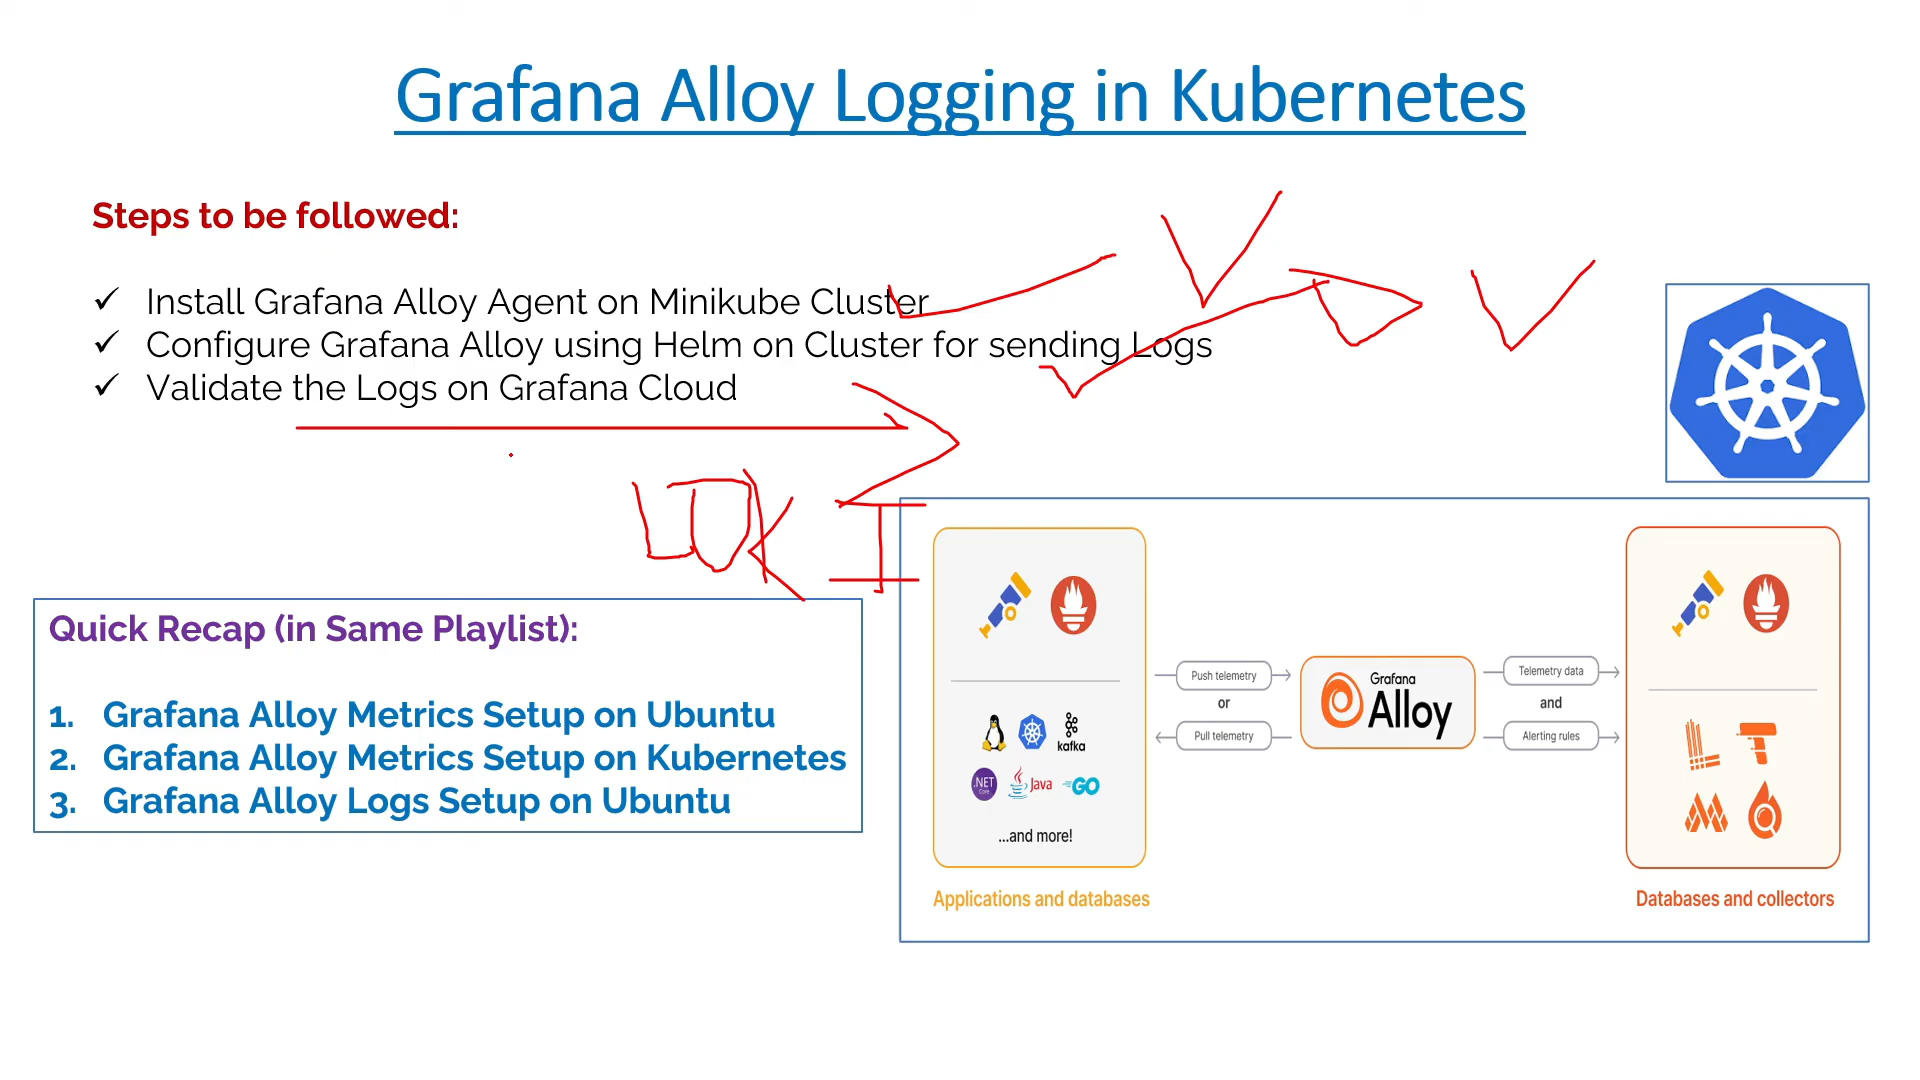 Grafana Alloy Logging in Kubernetes
Steps to be followed:
✓ Install Grafana Alloy Agent on Minikube Cluster
✓ Configure Grafana Alloy using Helm on Cluster for sending Logs
✓ Validate the Logs on Grafana Cloud
LOKI
Quick Recap (in Same Playlist):
1. Grafana Alloy Metrics Setup on Ubuntu
2. Grafana Alloy Metrics Setup on Kubernetes
3. Grafana Alloy Logs Setup on Ubuntu
kafka
.NET
Core
Java
GO
...and more!
Applications and databases
Push telemetry
or
Pull telemetry
Grafana
Alloy
Telemetry data
and
Alerting rules
Databases and collectors